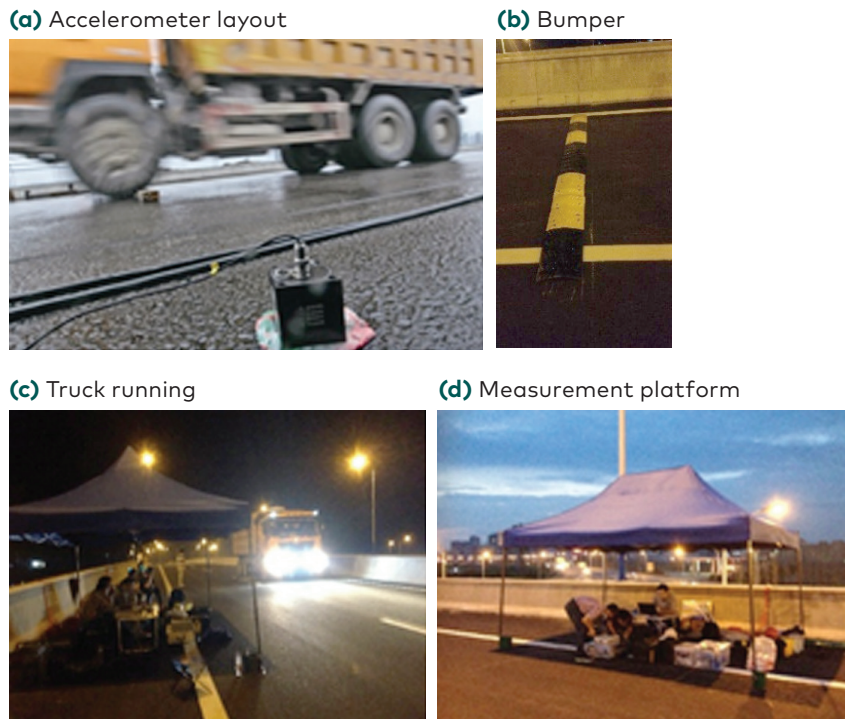 (a) Accelerometer layout
(b) Bumper
(c) Truck running
(d) Measurement platform